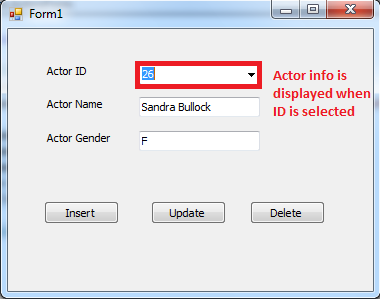 Form1
Actor ID
26
Actor Name
Sandra Bullock
Actor Gender
F
Actor info is
displayed when
ID is selected
Insert
Update
Delete